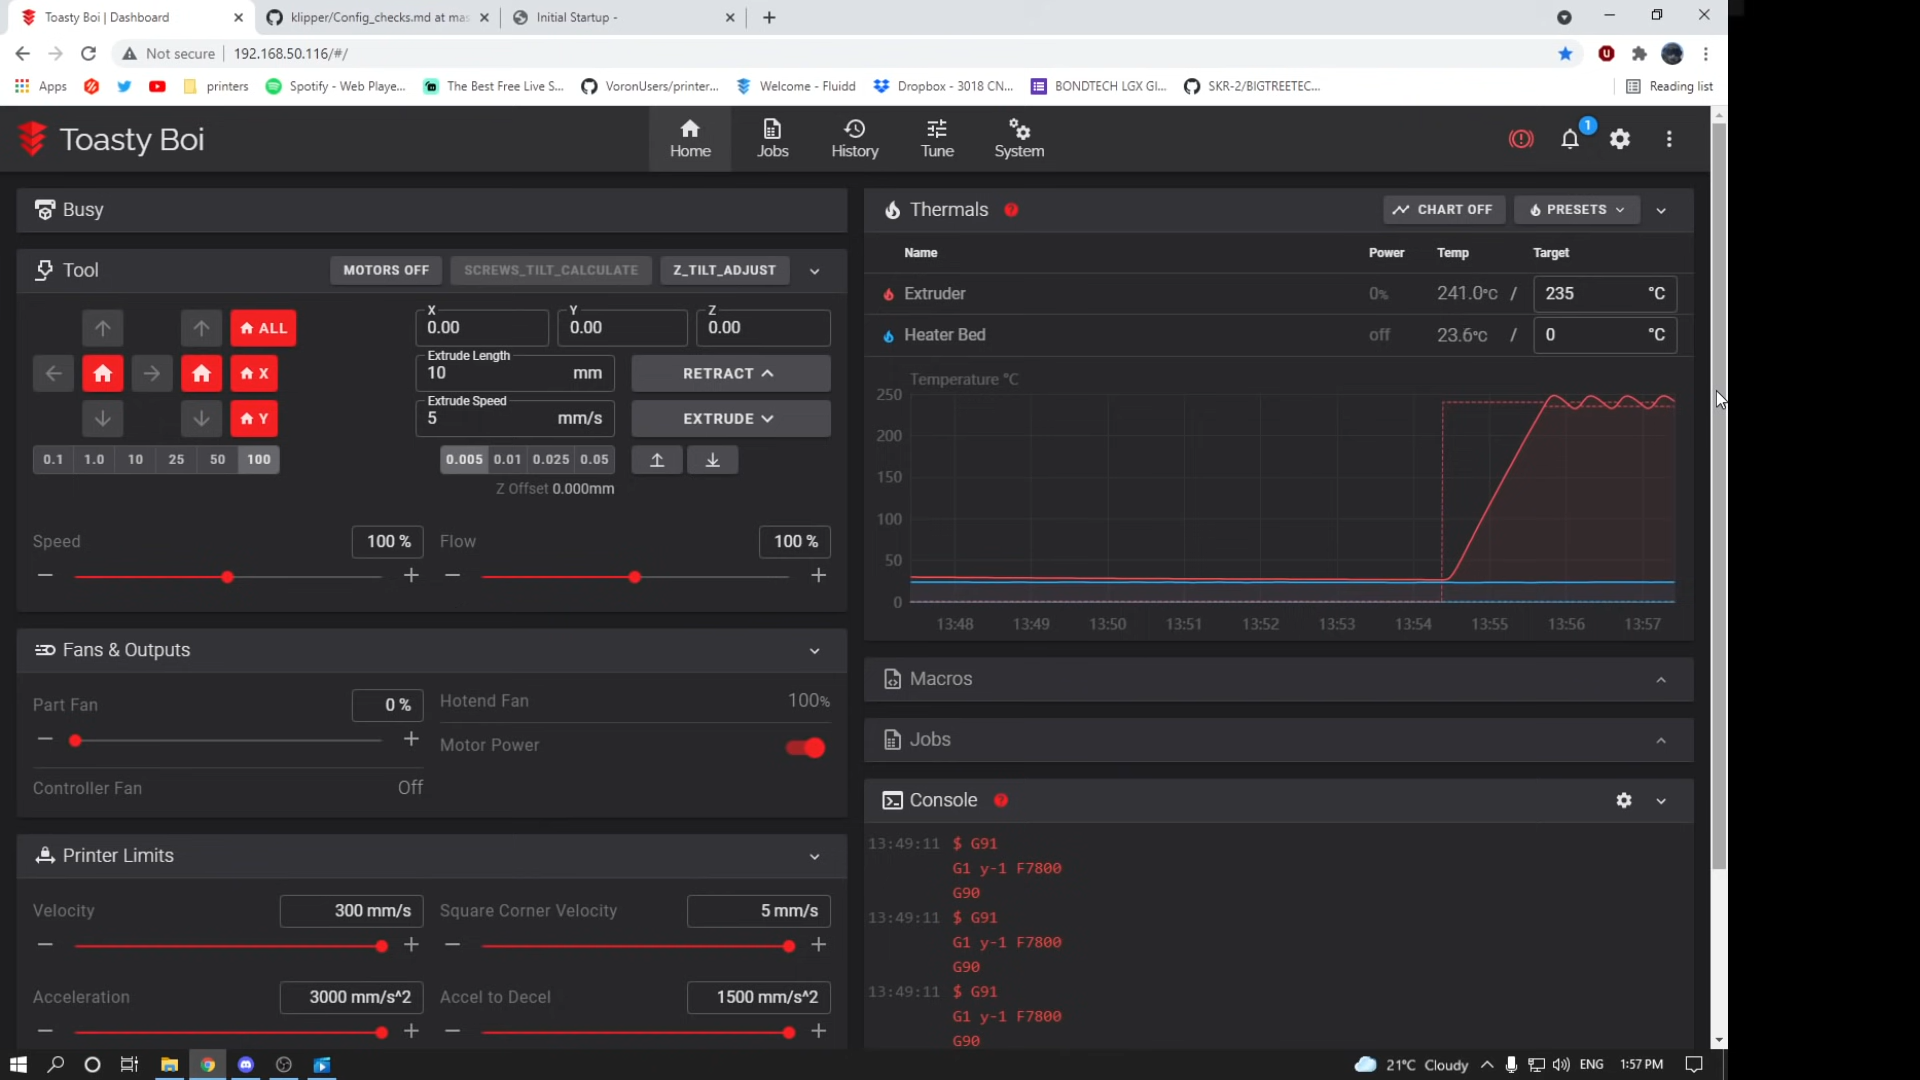 Toasty Boi | Dashboard
klipper/Config_checks.md at mas
Initial Startup -
Not secure
192.168.50.116/#/
Apps
printers
Spotify - Web Playe...
The Best Free Live S...
VoronUsers/printer...
Welcome - Fluidd
Dropbox - 3018 CN...
BONDTECH LGX GI...
SKR-2/BIGTREETEC...
Reading list
Toasty Boi
Home
Jobs
History
Tune
System
1
Busy
Tool
MOTORS OFF
SCREWS_TILT_CALCULATE
Z_TILT_ADJUST
ALL
X
Y
0.1 1.0 10 25 50 100
X
0.00
Y
0.00
Z
0.00
Extrude Length
10 mm
RETRACT
Extrude Speed
5 mm/s
EXTRUDE
0.005 0.01 0.025 0.05
Z Offset 0.000mm
Speed
100 %
Flow
100 %
Fans & Outputs
Part Fan
0 %
Hotend Fan
100%
Motor Power
Controller Fan
Off
Printer Limits
Velocity
300 mm/s
Square Corner Velocity
5 mm/s
Acceleration
3000 mm/s^2
Accel to Decel
1500 mm/s^2
Thermals
?
CHART OFF
PRESETS
Name Power Temp Target
Extruder 0% 241.0°C / 235 °C
Heater Bed off 23.6°C / 0 °C
Temperature °C
250
200
150
100
50
0
13:48 13:49 13:50 13:51 13:52 13:53 13:54 13:55 13:56 13:57
Macros
Jobs
Console
?
13:49:11 $ G91
G1 y-1 F7800
G90
13:49:11 $ G91
G1 y-1 F7800
G90
13:49:11 $ G91
G1 y-1 F7800
G90
21°C Cloudy
ENG
1:57 PM